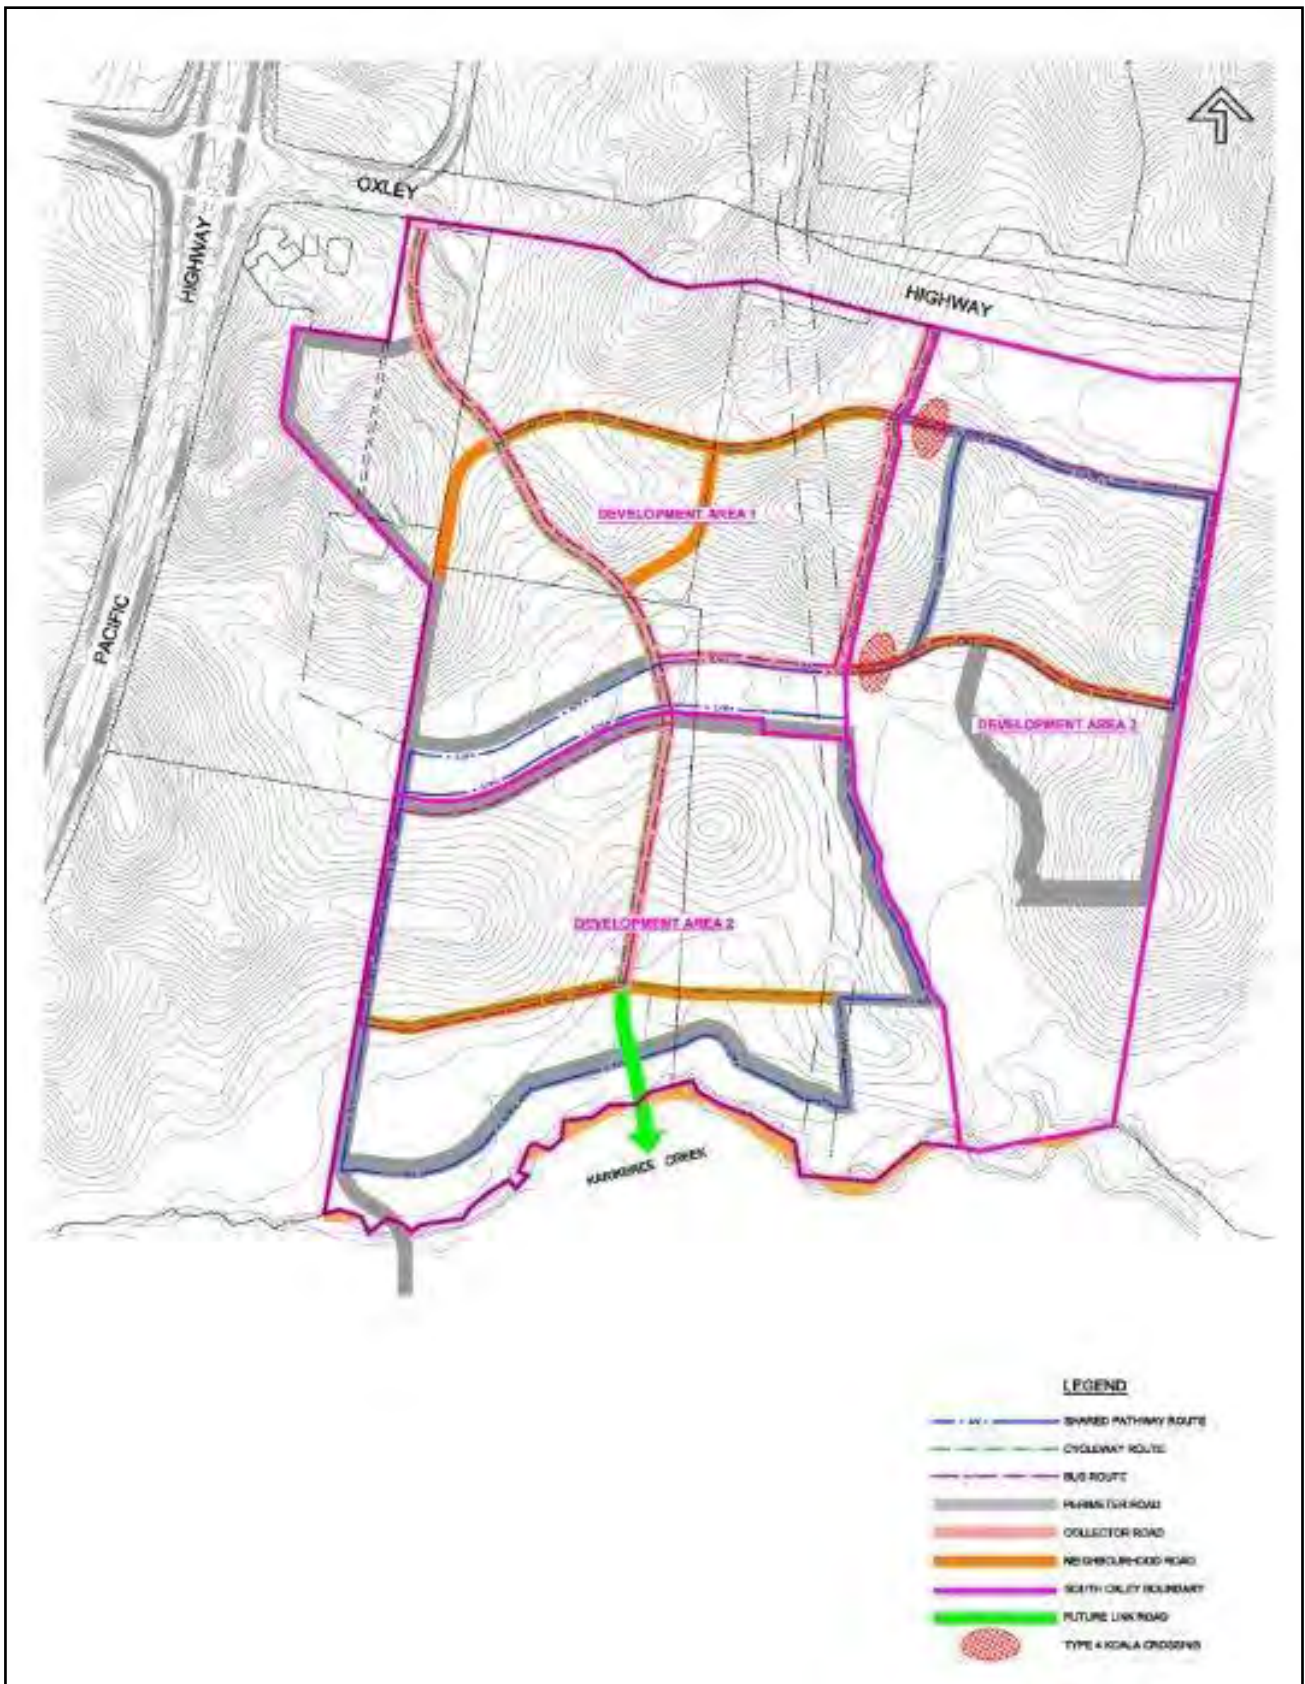 OXLEY
HIGHWAY
HIGHWAY
PACIFIC
DEVELOPMENT AREA 1
DEVELOPMENT AREA 3
DEVELOPMENT AREA 2
CREEK
LEGEND
SHARED PATHWAY ROUTE
CYCLEWAY ROUTE
BUS ROUTE
PERIMETER ROAD
COLLECTOR ROAD
NEIGHBOURHOOD ROAD
SOUTH OXLEY BOUNDARY
FUTURE LINK ROAD
TYPE 4 KOALA CROSSING